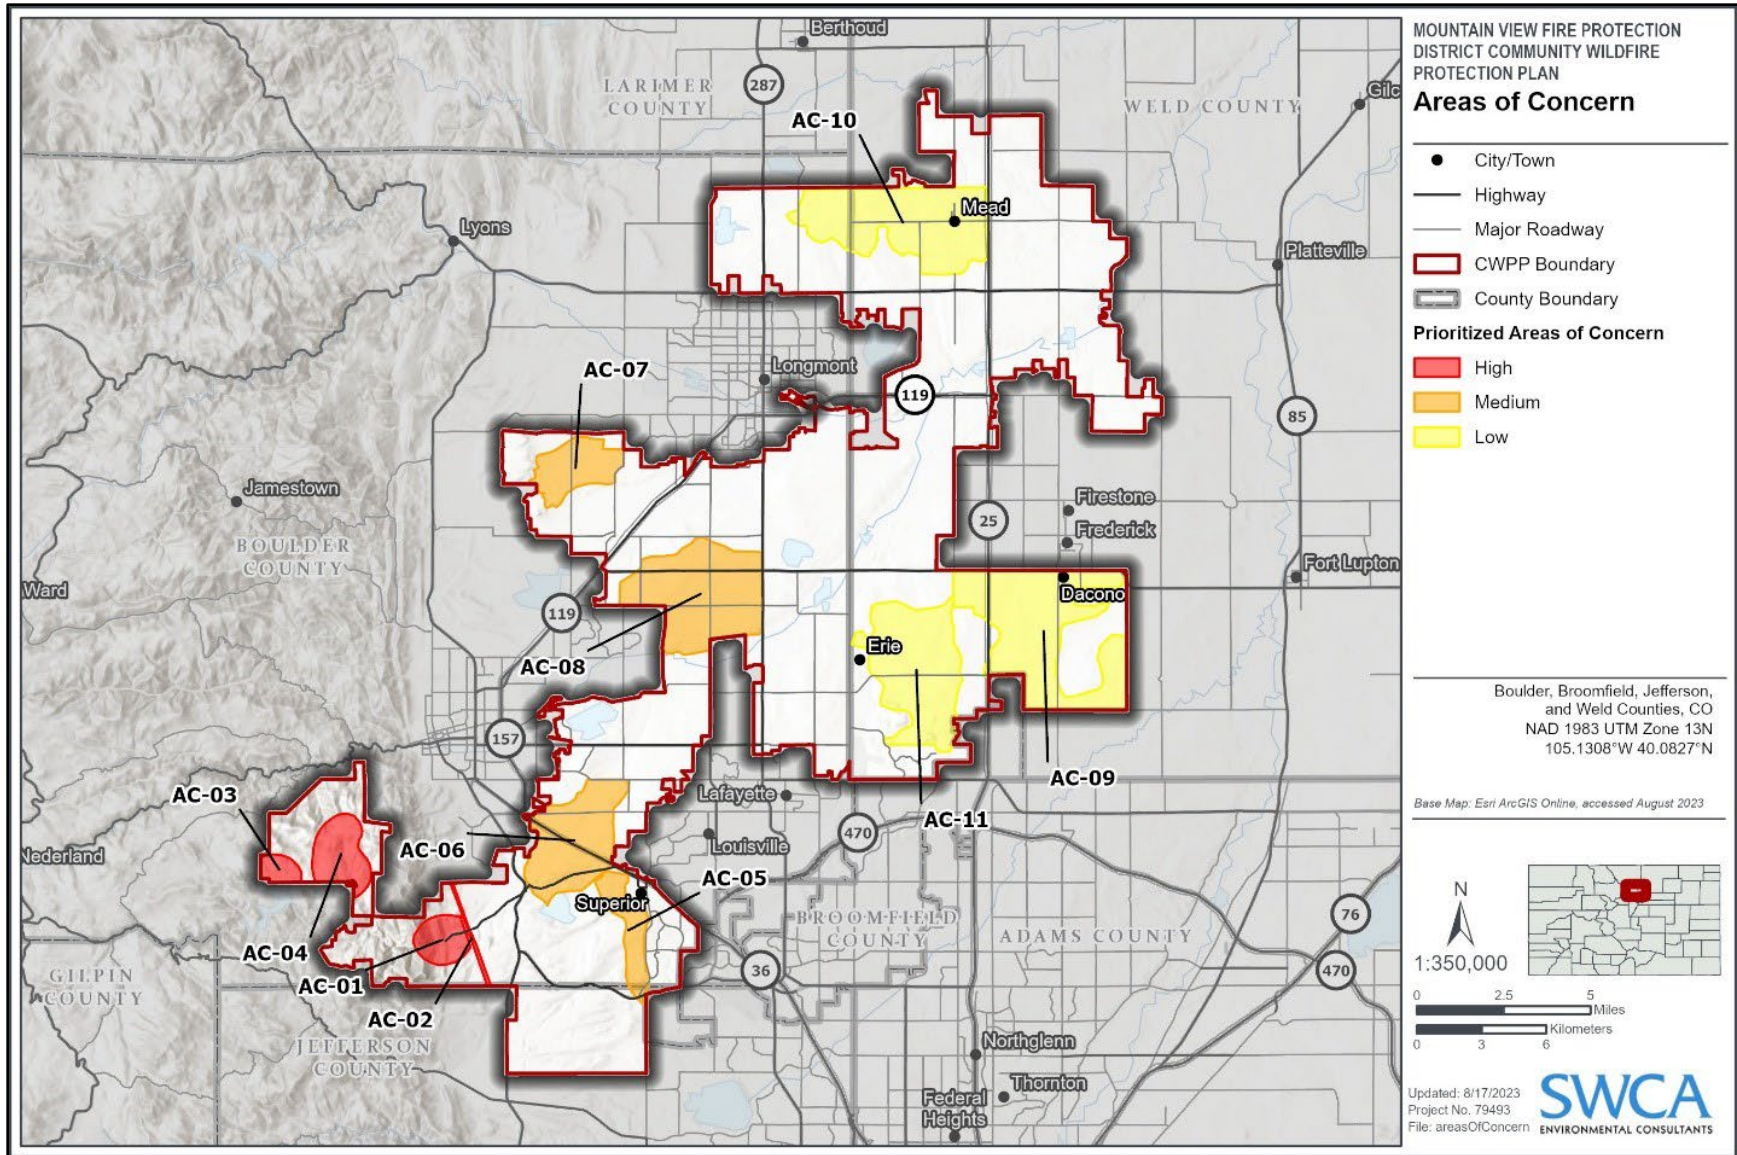 Berthoud
287
LARIMER
COUNTY
WELD COUNTY
AC-10
Mead
Lyons
Platteville
AC-07
Longmont
119
85
Jamestown
Firestone
25
Frederick
BOULDER
COUNTY
Fort Lupton
Ward
Dacono
119
Erie
AC-08
157
AC-09
AC-03
Lafayette
AC-11
470
AC-06
Nederland
Louisville
AC-05
Superior
BROOMFIELD
COUNTY
76
ADAMS COUNTY
AC-04
GILPIN
COUNTY
AC-01
36
470
AC-02
JEFFERSON
COUNTY
Northglenn
Thornton
Federal
Heights
MOUNTAIN VIEW FIRE PROTECTION
DISTRICT COMMUNITY WILDFIRE
PROTECTION PLAN
Areas of Concern
City/Town
Highway
Major Roadway
CWPP Boundary
County Boundary
Prioritized Areas of Concern
High
Medium
Low
Boulder, Broomfield, Jefferson,
and Weld Counties, CO
NAD 1983 UTM Zone 13N
105.1308°W 40.0827°N
Base Map: Esri ArcGIS Online, accessed August 2023
N
1:350,000
0 2.5 5
Miles
Kilometers
0 3 6
Updated: 8/17/2023
Project No. 79493
File: areasOfConcern
SWCA
ENVIRONMENTAL CONSULTANTS